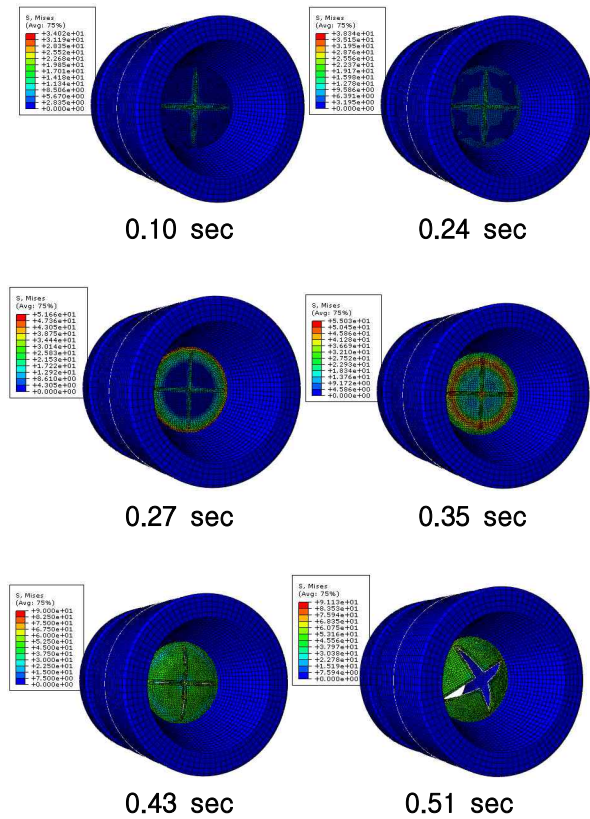 S, Mises
(Avg: 75%)
+3.402e+01
+3.119e+01
+2.835e+01
+2.552e+01
+2.268e+01
+1.985e+01
+1.701e+01
+1.418e+01
+1.134e+01
+8.506e+00
+5.670e+00
+2.835e+00
+0.000e+00
0.10 sec
S, Mises
(Avg: 75%)
+3.834e+01
+3.515e+01
+3.195e+01
+2.876e+01
+2.556e+01
+2.237e+01
+1.917e+01
+1.598e+01
+1.278e+01
+9.586e+00
+6.391e+00
+3.195e+00
+0.000e+00
0.24 sec
S, Mises
(Avg: 75%)
+5.166e+01
+4.736e+01
+4.305e+01
+3.875e+01
+3.444e+01
+3.014e+01
+2.583e+01
+2.153e+01
+1.722e+01
+1.292e+01
+8.610e+00
+4.305e+00
+0.000e+00
0.27 sec
S, Mises
(Avg: 75%)
+5.503e+01
+5.045e+01
+4.586e+01
+4.128e+01
+3.669e+01
+3.210e+01
+2.752e+01
+2.293e+01
+1.834e+01
+1.376e+01
+9.172e+00
+4.586e+00
+0.000e+00
0.35 sec
S, Mises
(Avg: 75%)
+9.000e+01
+8.250e+01
+7.500e+01
+6.750e+01
+6.000e+01
+5.250e+01
+4.500e+01
+3.750e+01
+3.000e+01
+2.250e+01
+1.500e+01
+7.500e+00
+0.000e+00
0.43 sec
S, Mises
(Avg: 75%)
+9.113e+01
+8.353e+01
+7.594e+01
+6.835e+01
+6.075e+01
+5.316e+01
+4.556e+01
+3.797e+01
+3.038e+01
+2.278e+01
+1.519e+01
+7.594e+00
+0.000e+00
0.51 sec